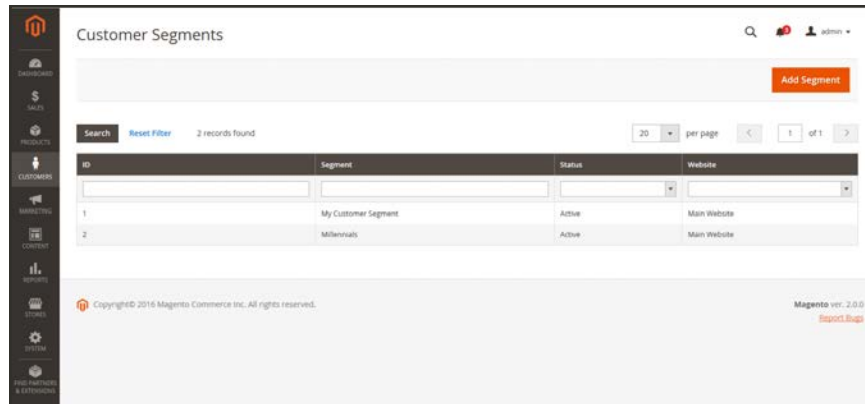 Customer Segments
3
admin
DASHBOARD
$
SALES
PRODUCTS
CUSTOMERS
MARKETING
CONTENT
REPORTS
STORES
SYSTEM
FIND PARTNERS
& EXTENSIONS
Add Segment
Search Reset Filter 2 records found 20 per page 1 of 1
ID Segment Status Website
1 My Customer Segment Active Main Website
2 Millennials Active Main Website
Copyright© 2016 Magento Commerce Inc. All rights reserved.
Magento ver. 2.0.0
Report Bugs